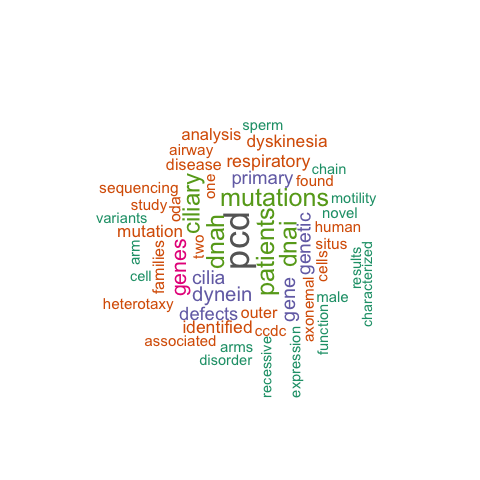 sperm
analysis
dyskinesia
airway
disease
respiratory
chain
one
primary
found
sequencing
ciliary
mutations
motility
study
oda
variants
novel
mutation
dnah
pcd
patients
dnai
genetic
human
arm
families
genes
two
situs
cells
results
characterized
cell
cilia
dynein
gene
axonemal
male
heterotaxy
defects
outer
function
identified
ccdc
associated
arms
disorder
recessive
expression